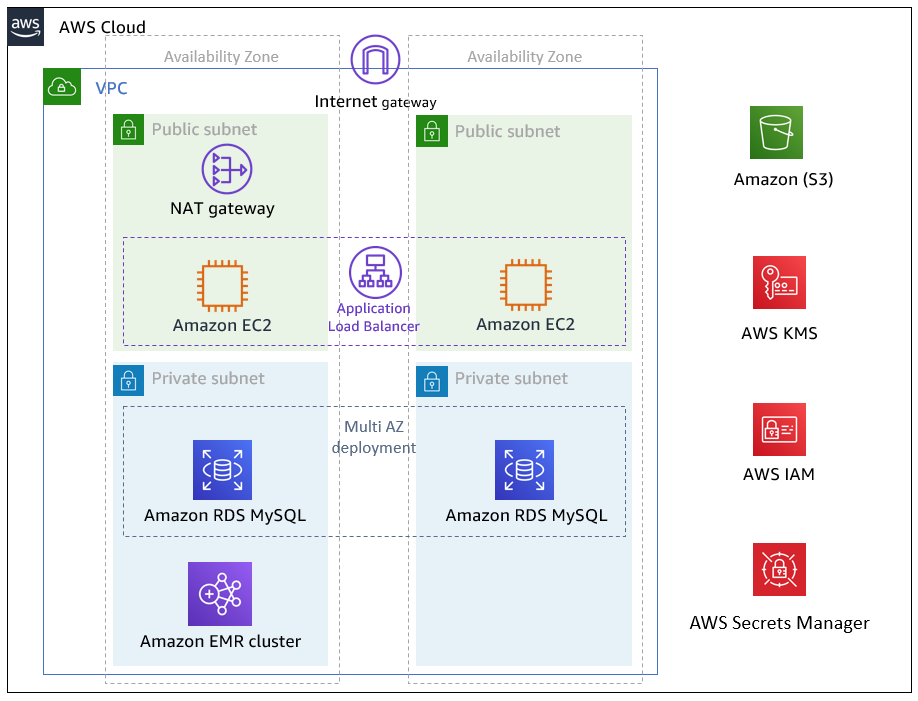 aws
AWS Cloud
Availability Zone
Availability Zone
VPC
Internet gateway
Public subnet
Public subnet
NAT gateway
Amazon EC2
Application
Load Balancer
Amazon EC2
Private subnet
Private subnet
Multi AZ
deployment
Amazon RDS MySQL
Amazon RDS MySQL
Amazon EMR cluster
Amazon (S3)
AWS KMS
AWS IAM
AWS Secrets Manager